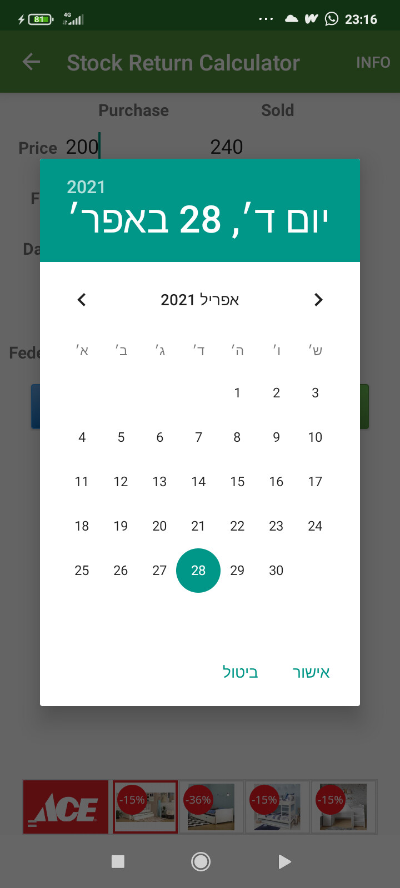 81
4G
... 23:16
Stock Return Calculator INFO
Purchase Sold
Price 200 240
F
Da
Fede
2021
יום ד׳, 28 באפר׳
אפריל 2021
א׳ ב׳ ג׳ ד׳ ה׳ ו׳ ש׳
1 2 3
4 5 6 7 8 9 10
11 12 13 14 15 16 17
18 19 20 21 22 23 24
25 26 27 28 29 30
ביטול אישור
ACE -15% -36% -15% -15%